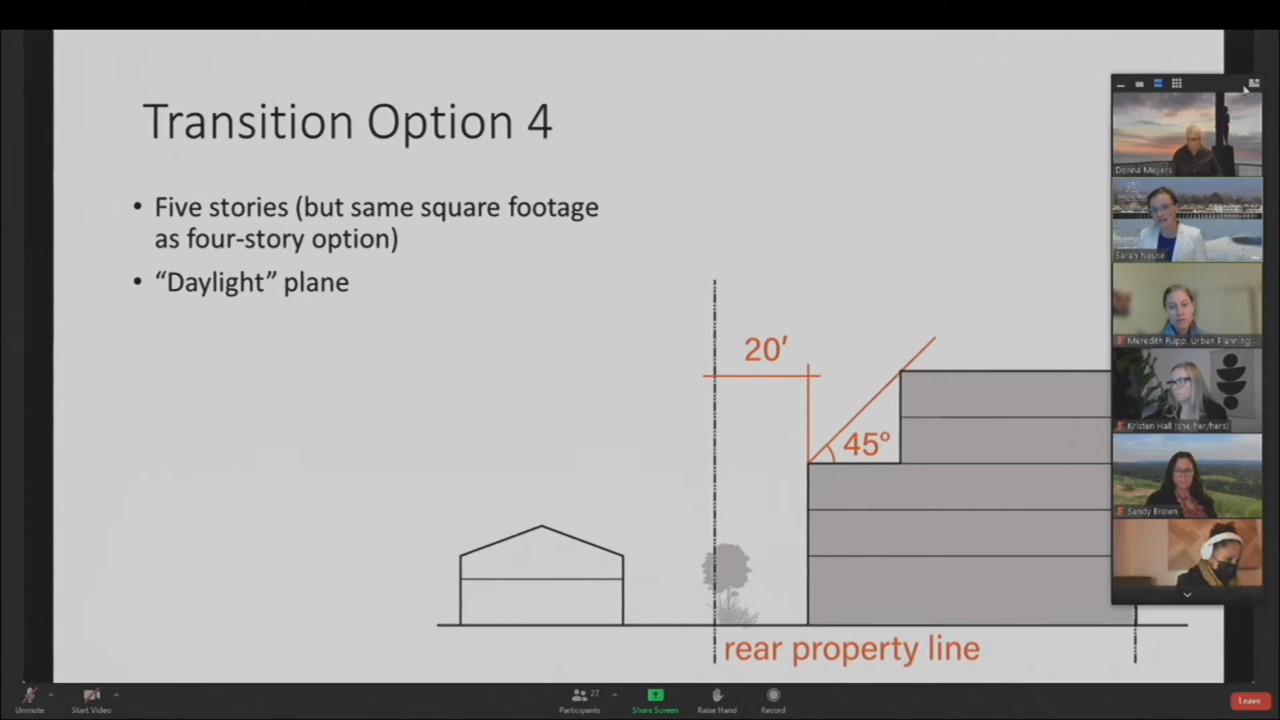 Transition Option 4
• Five stories (but same square footage
as four-story option)
• “Daylight” plane
20’
45°
rear property line
Donna Meyers
Sarah Nause
Meredith Rupp, Urban Planning...
Kristen Hall (she/her/hers)
Sandy Brown
Unmute
Start Video
Participants
27
Share Screen
Raise Hand
Record
Leave